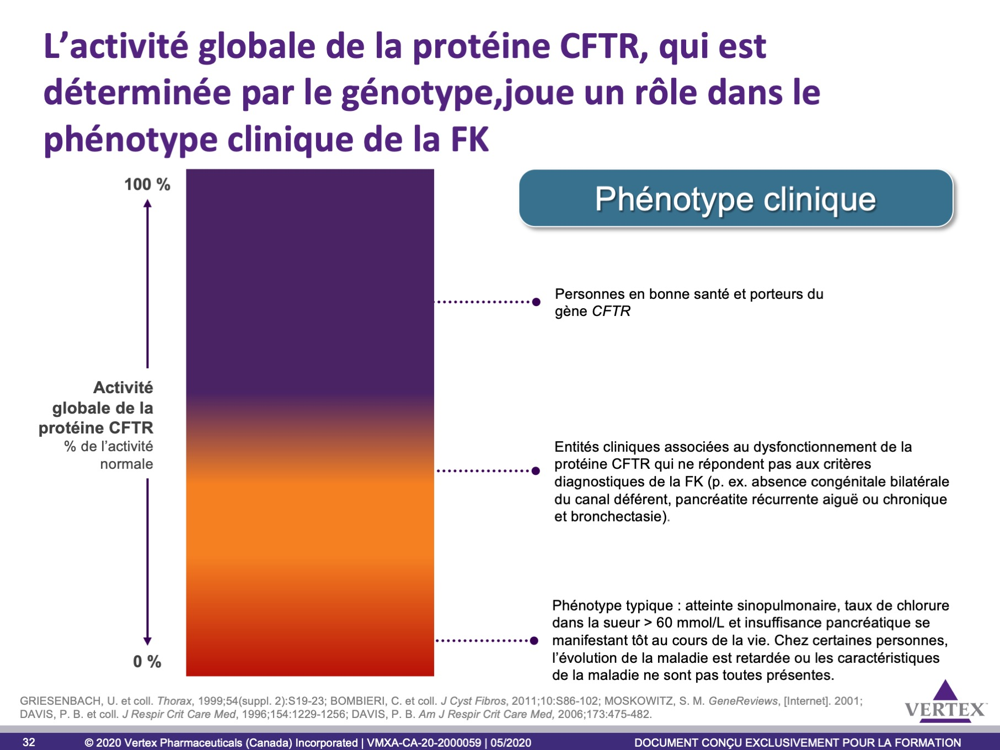 L’activité globale de la protéine CFTR, qui est
déterminée par le génotype,joue un rôle dans le
phénotype clinique de la FK
100 %
Phénotype clinique
Personnes en bonne santé et porteurs du
gène CFTR
Activité
globale de la
protéine CFTR
% de l’activité
normale
Entités cliniques associées au dysfonctionnement de la
protéine CFTR qui ne répondent pas aux critères
diagnostiques de la FK (p. ex. absence congénitale bilatérale
du canal déférent, pancréatite récurrente aiguë ou chronique
et bronchectasie).
Phénotype typique : atteinte sinopulmonaire, taux de chlorure
dans la sueur > 60 mmol/L et insuffisance pancréatique se
manifestant tôt au cours de la vie. Chez certaines personnes,
l’évolution de la maladie est retardée ou les caractéristiques
de la maladie ne sont pas toutes présentes.
0 %
GRIESENBACH, U. et coll. Thorax, 1999;54(suppl. 2):S19-23; BOMBIERI, C. et coll. J Cyst Fibros, 2011;10:S86-102; MOSKOWITZ, S. M. GeneReviews, [Internet]. 2001;
DAVIS, P. B. et coll. J Respir Crit Care Med, 1996;154:1229-1256; DAVIS, P. B. Am J Respir Crit Care Med, 2006;173:475-482.
VERTEX
32
© 2020 Vertex Pharmaceuticals (Canada) Incorporated | VMXA-CA-20-2000059 | 05/2020
DOCUMENT CONÇU EXCLUSIVEMENT POUR LA FORMATION